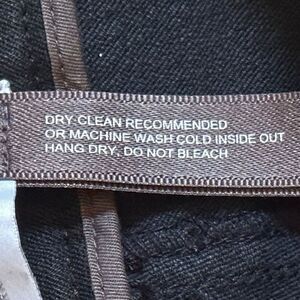 DRY CLEAN RECOMMENDED
OR MACHINE WASH COLD INSIDE OUT
HANG DRY, DO NOT BLEACH